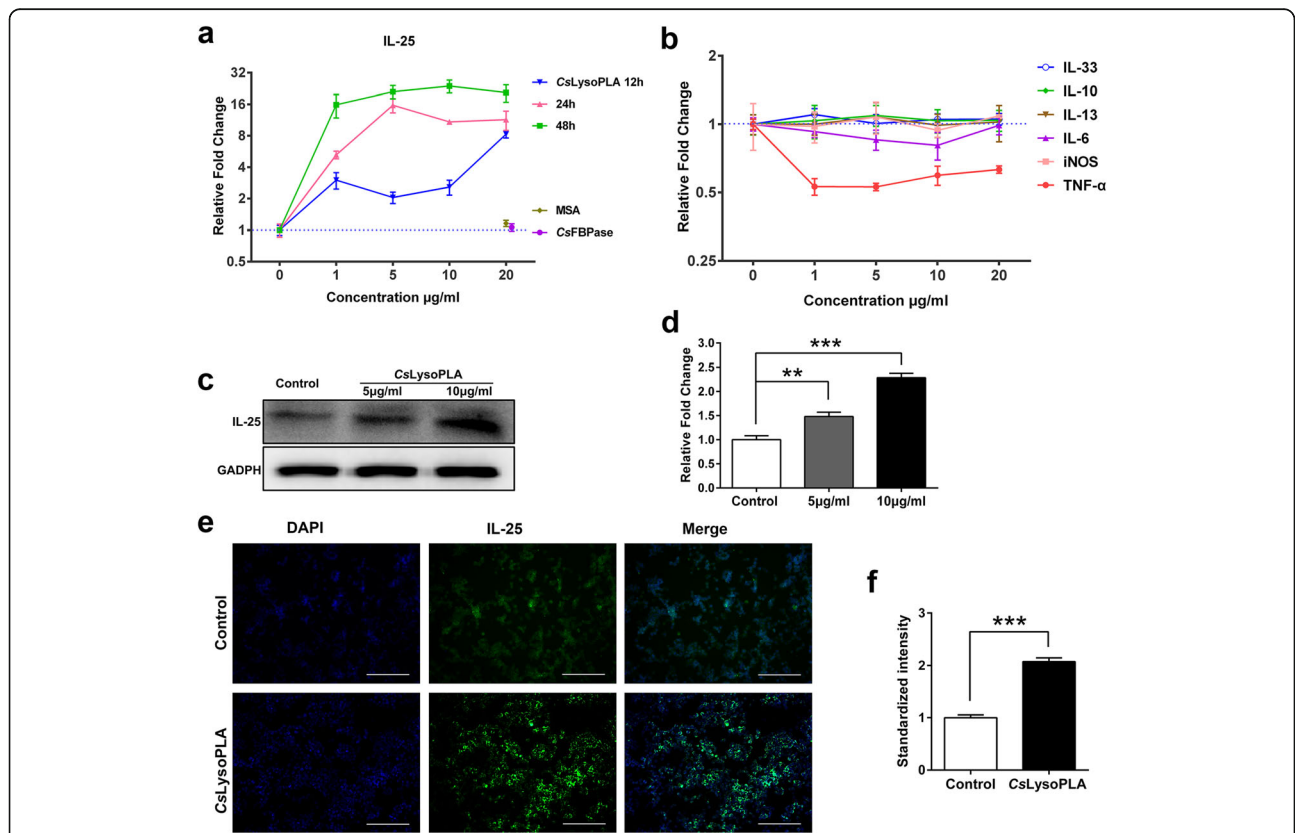 a
IL-25
Relative Fold Change
32
16
8
4
2
1
0.5
0 1 5 10 20
Concentration µg/ml
CsLysoPLA 12h
24h
48h
MSA
CsFBPase
b
Relative Fold Change
2
1
0.5
0.25
0 1 5 10 20
Concentration µg/ml
IL-33
IL-10
IL-13
IL-6
iNOS
TNF-α
c
Control
CsLysoPLA
5µg/ml 10µg/ml
IL-25
GADPH
d
Relative Fold Change
3.0
2.5
2.0
1.5
1.0
0.5
0.0
***
**
Control 5µg/ml 10µg/ml
e
DAPI IL-25 Merge
Control
CsLysoPLA
f
Standardized intensity
3
2
1
0
***
Control CsLysoPLA